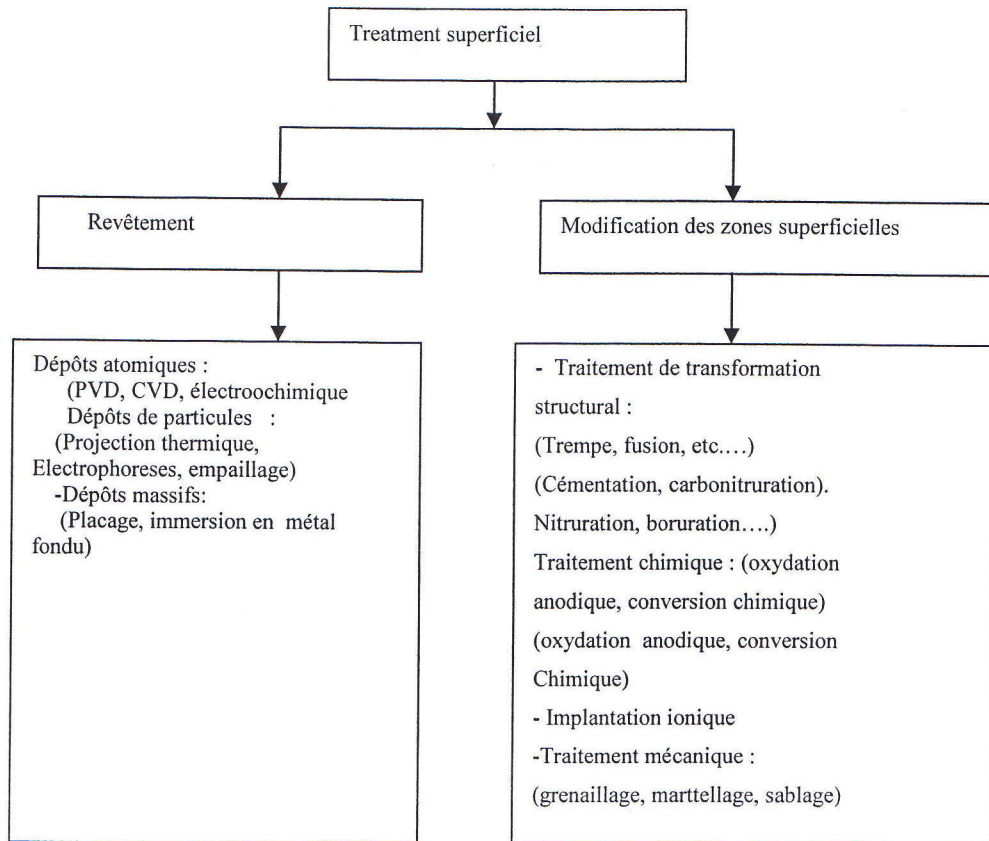 Treatment superficiel
Revêtement
Modification des zones superficielles
Dépôts atomiques :
(PVD, CVD, électroochimique
Dépôts de particules :
(Projection thermique,
Electrophoreses, empaillage)
-Dépôts massifs:
(Placage, immersion en métal
fondu)
- Traitement de transformation
structural :
(Trempe, fusion, etc.…)
(Cémentation, carbonitruration).
Nitruration, boruration….)
Traitement chimique : (oxydation
anodique, conversion chimique)
(oxydation anodique, conversion
Chimique)
- Implantation ionique
-Traitement mécanique :
(grenaillage, marttellage, sablage)